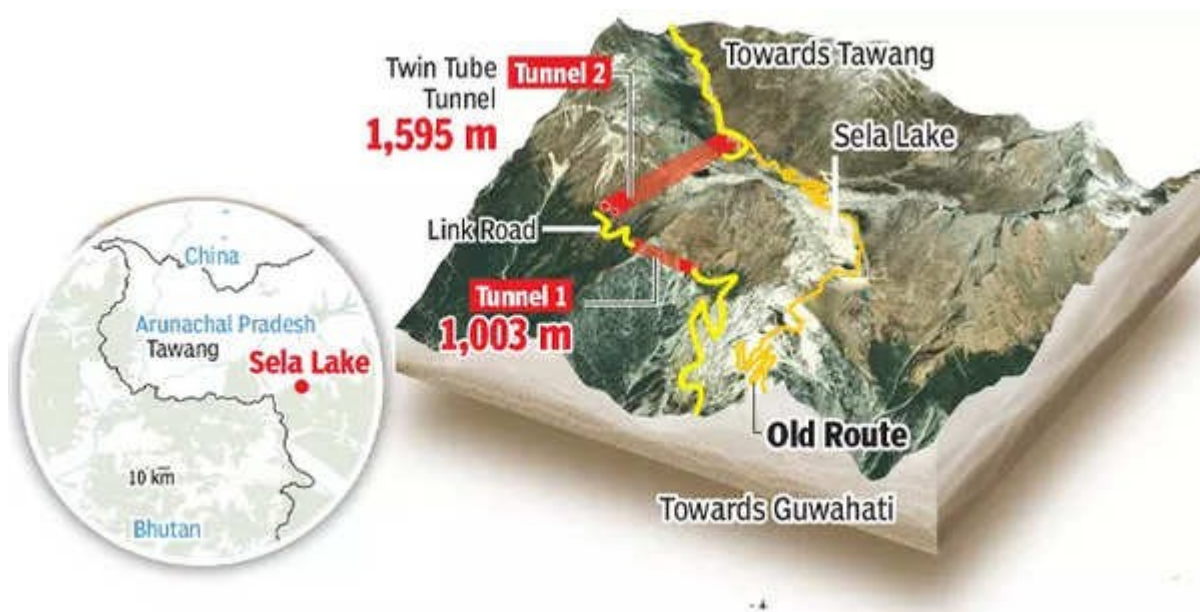 Towards Tawang
Twin Tube
Tunnel
Tunnel 2
1,595 m
Sela Lake
Link Road
Tunnel 1
1,003 m
Old Route
Towards Guwahati
China
Arunachal Pradesh
Tawang
Sela Lake
10 km
Bhutan